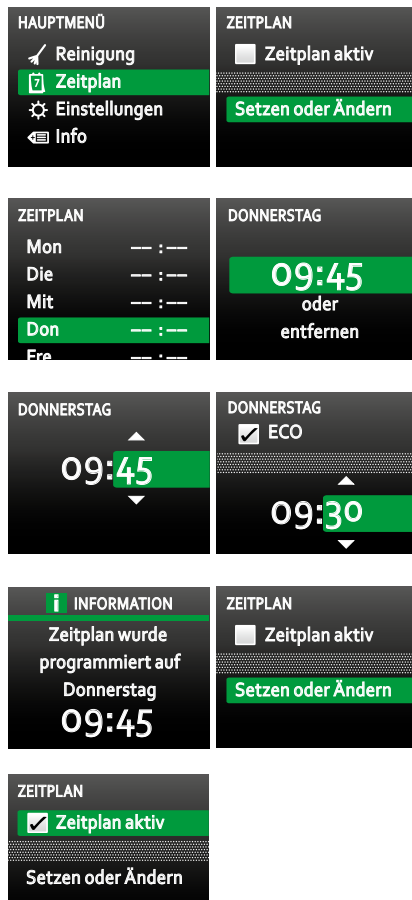 HAUPTMENÜ
Reinigung
7 Zeitplan
Einstellungen
Info
ZEITPLAN
Zeitplan aktiv
Setzen oder Ändern
ZEITPLAN
Mon -- : --
Die -- : --
Mit -- : --
Don -- : --
Fre -- : --
DONNERSTAG
09:45
oder
entfernen
DONNERSTAG
09:45
DONNERSTAG
ECO
09:30
i INFORMATION
Zeitplan wurde
programmiert auf
Donnerstag
09:45
ZEITPLAN
Zeitplan aktiv
Setzen oder Ändern
ZEITPLAN
Zeitplan aktiv
Setzen oder Ändern